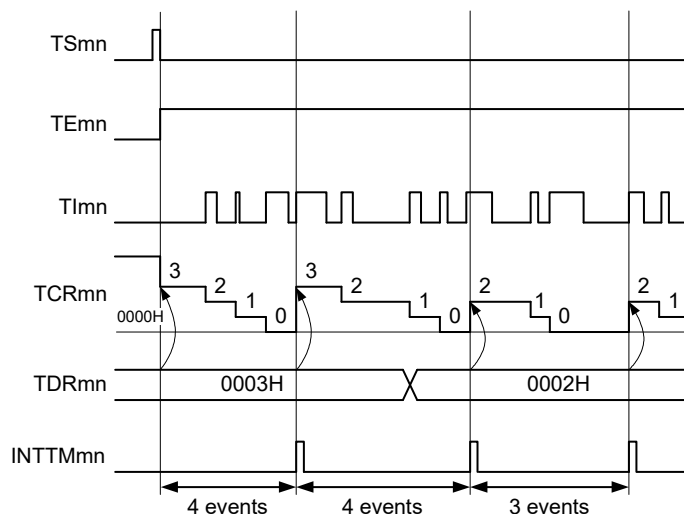 TSmn
TEmn
TImn
TCRmn
3 2 1 0 3 2 1 0 2 1 0 2 1
0000H
TDRmn 0003H 0002H
INTTMmn
4 events 4 events 3 events